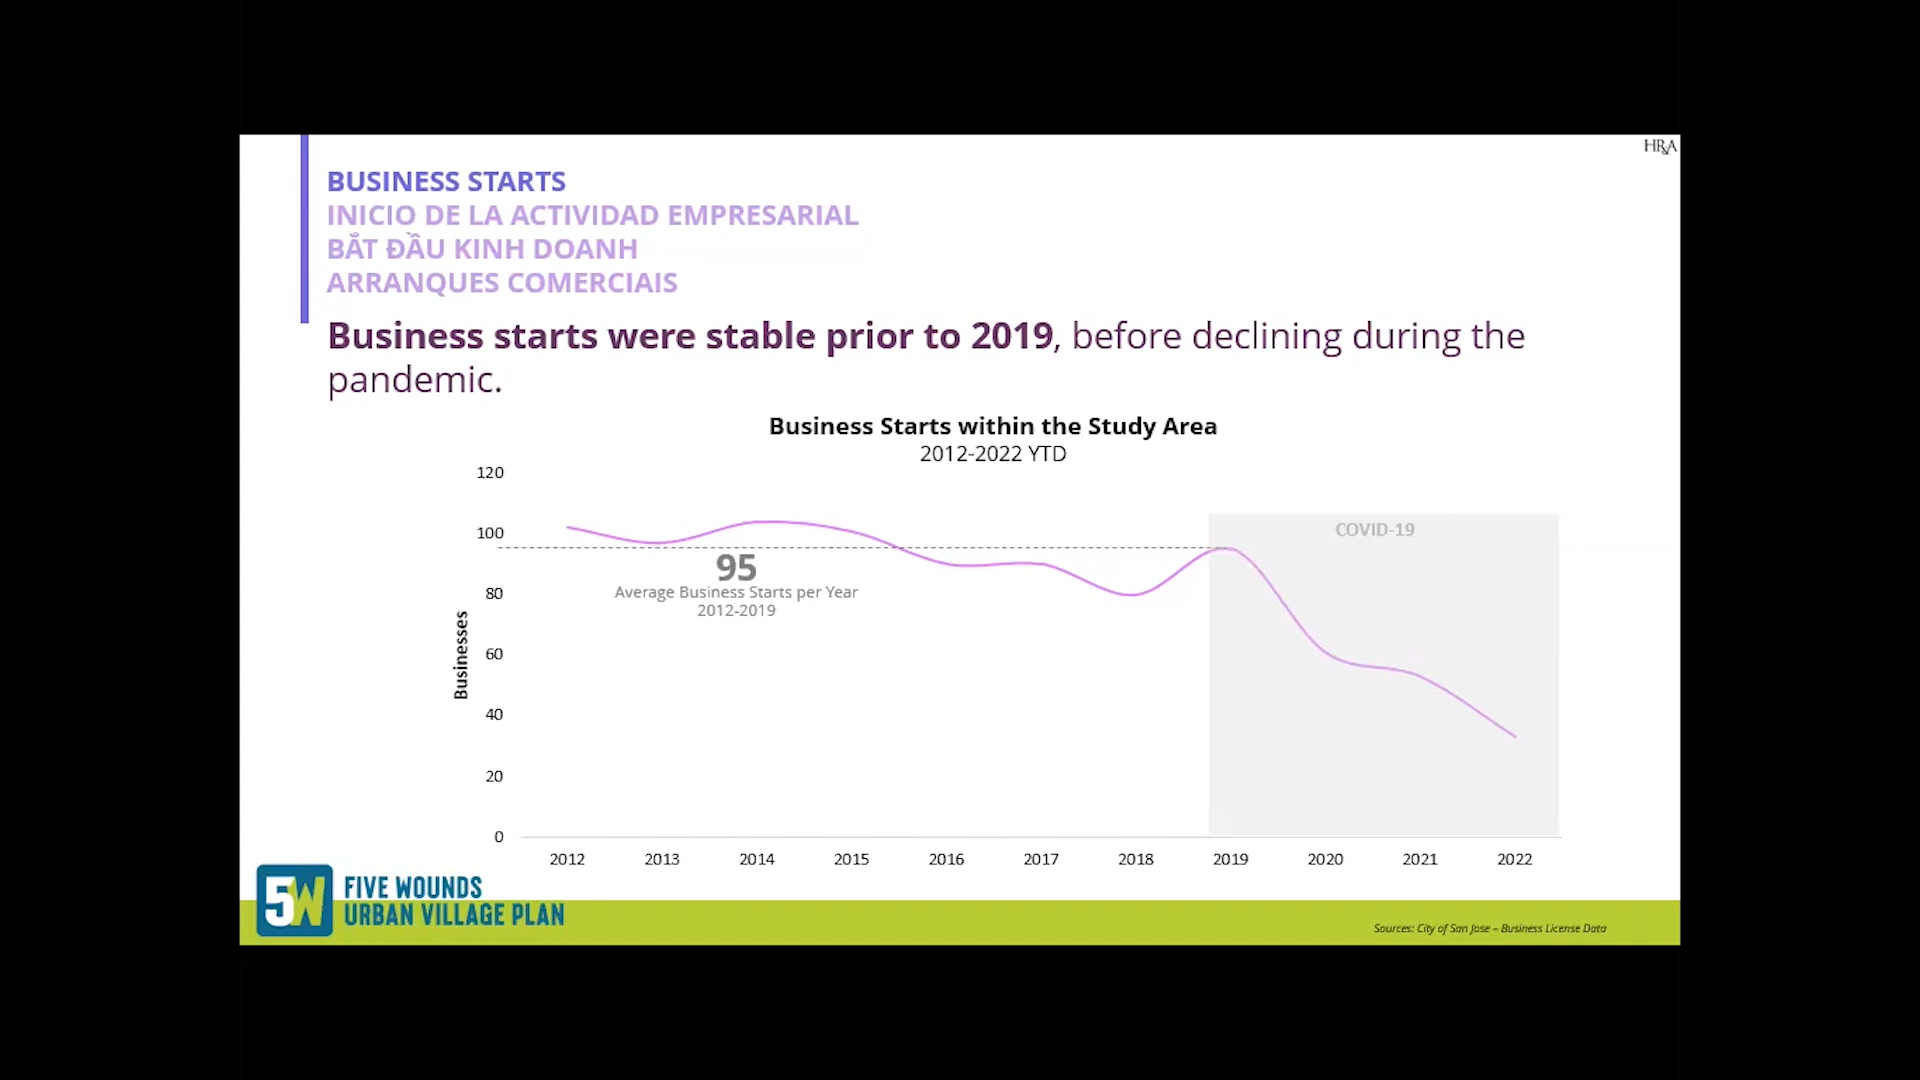 HR&A
BUSINESS STARTS
INICIO DE LA ACTIVIDAD EMPRESARIAL
BẮT ĐẦU KINH DOANH
ARRANQUES COMERCIAIS
Business starts were stable prior to 2019, before declining during the
pandemic.
Business Starts within the Study Area
2012-2022 YTD
120
100
80
60
40
20
0
Businesses
95
Average Business Starts per Year
2012-2019
COVID-19
2012 2013 2014 2015 2016 2017 2018 2019 2020 2021 2022
5W
FIVE WOUNDS
URBAN VILLAGE PLAN
Sources: City of San Jose – Business License Data